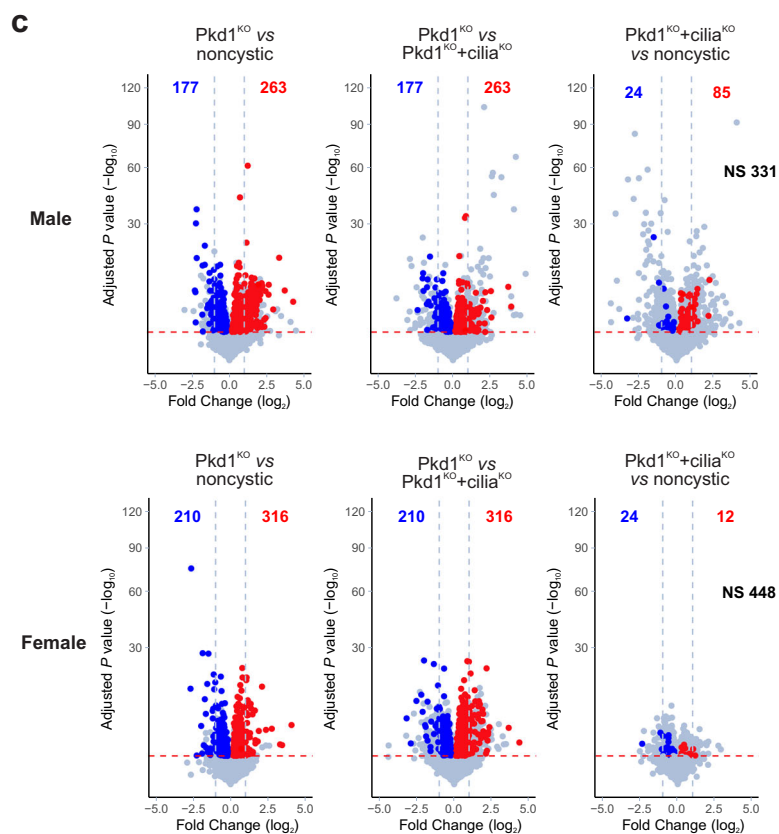 C
Pkd1ᴷᴼ vs
noncystic
Pkd1ᴷᴼ vs
Pkd1ᴷᴼ+ciliaᴷᴼ
Pkd1ᴷᴼ+ciliaᴷᴼ
vs noncystic
Male
Adjusted P value (−log₁₀)
120
90
60
30
177
263
−5.0 −2.5 0.0 2.5 5.0
Fold Change (log₂)
Adjusted P value (−log₁₀)
120
90
60
30
177
263
−5.0 −2.5 0.0 2.5 5.0
Fold Change (log₂)
Adjusted P value (−log₁₀)
120
90
60
30
24
85
NS 331
−5.0 −2.5 0.0 2.5 5.0
Fold Change (log₂)
Pkd1ᴷᴼ vs
noncystic
Pkd1ᴷᴼ vs
Pkd1ᴷᴼ+ciliaᴷᴼ
Pkd1ᴷᴼ+ciliaᴷᴼ
vs noncystic
Female
Adjusted P value (−log₁₀)
120
90
60
30
210
316
−5.0 −2.5 0.0 2.5 5.0
Fold Change (log₂)
Adjusted P value (−log₁₀)
120
90
60
30
210
316
−5.0 −2.5 0.0 2.5 5.0
Fold Change (log₂)
Adjusted P value (−log₁₀)
120
90
60
30
24
12
NS 448
−5.0 −2.5 0.0 2.5 5.0
Fold Change (log₂)